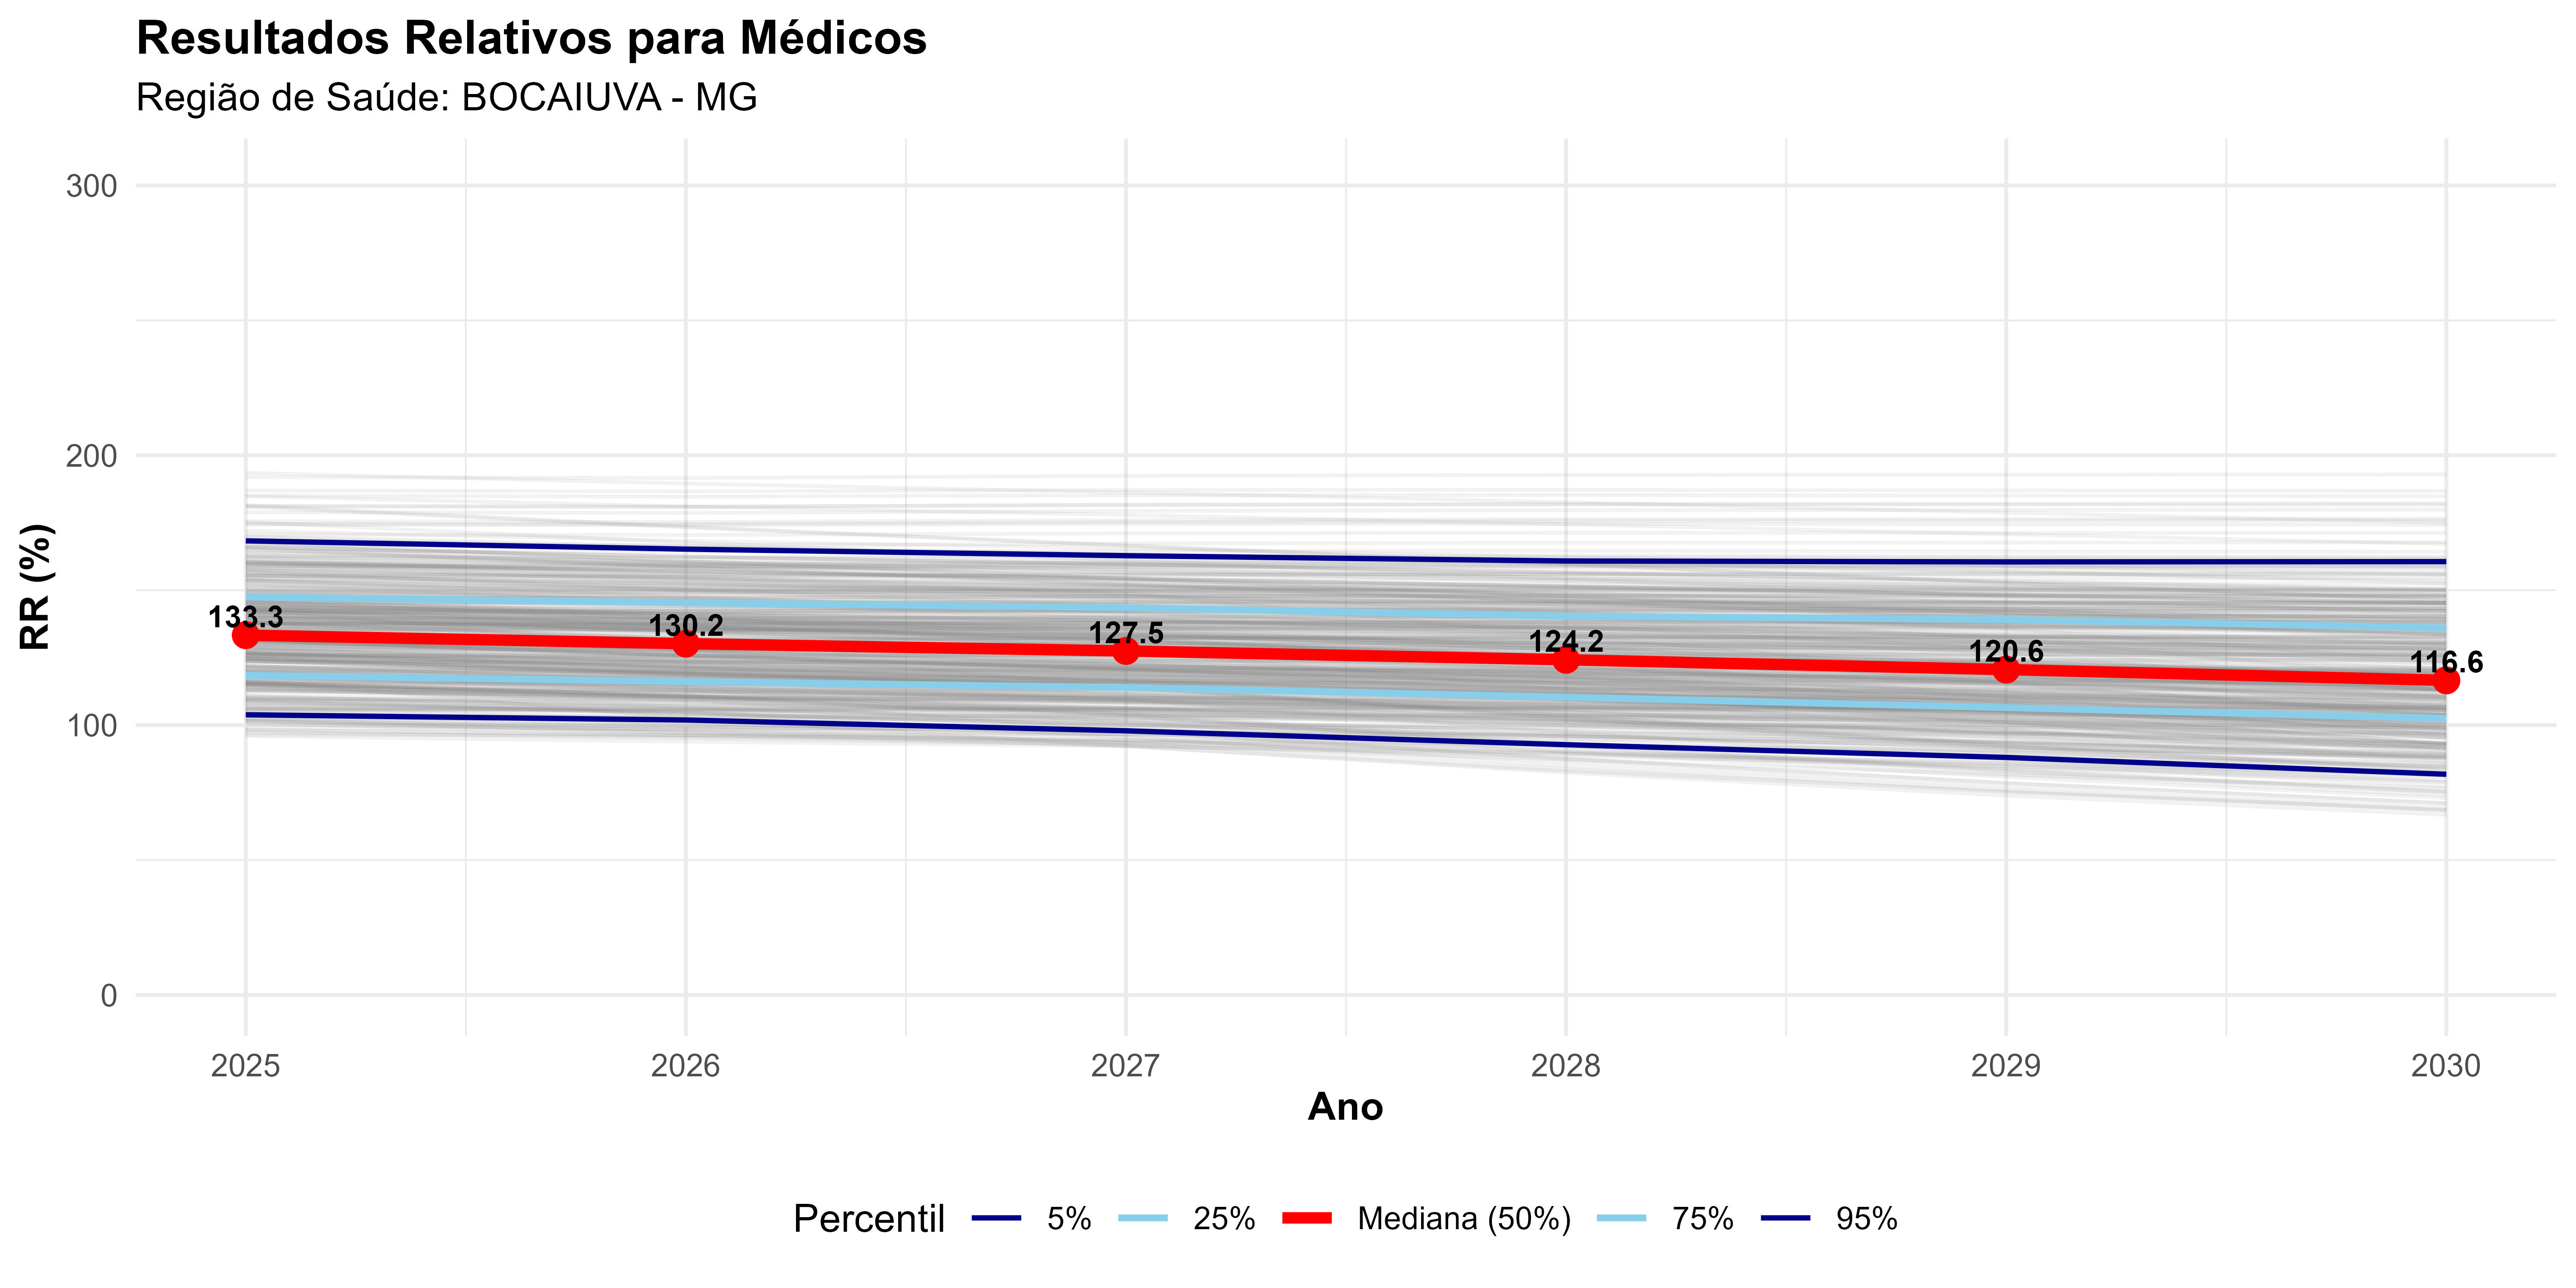 Resultados Relativos para Médicos
Região de Saúde: BOCAIUVA - MG
300
200
100
0
RR (%)
133.3
130.2
127.5
124.2
120.6
116.6
2025 2026 2027 2028 2029 2030
Ano
Percentil 5% 25% Mediana (50%) 75% 95%